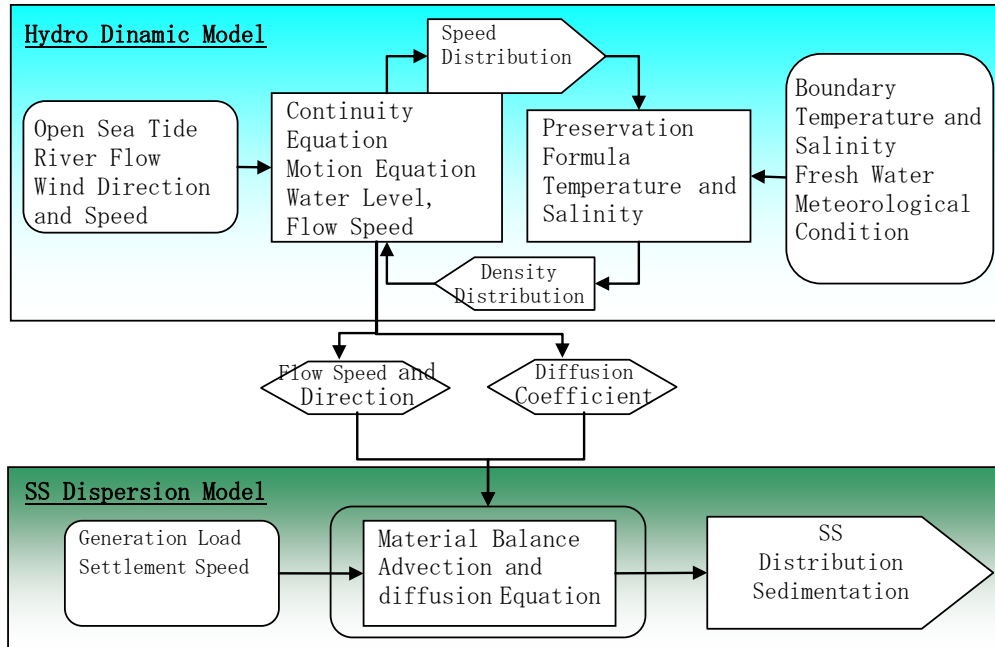 Hydro Dinamic Model
Speed
Distribution
Open Sea Tide
River Flow
Wind Direction
and Speed
Continuity
Equation
Motion Equation
Water Level,
Flow Speed
Preservation
Formula
Temperature and
Salinity
Boundary
Temperature and
Salinity
Fresh Water
Meteorological
Condition
Density
Distribution
Flow Speed and
Direction
Diffusion
Coefficient
SS Dispersion Model
Generation Load
Settlement Speed
Material Balance
Advection and
diffusion Equation
SS
Distribution
Sedimentation